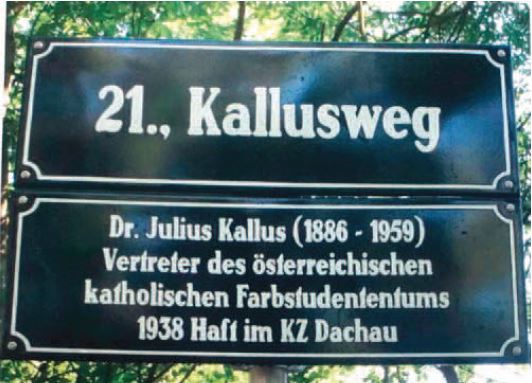 21., Kallusweg
Dr. Julius Kallus (1886 - 1959)
Vertreter des österreichischen
katholischen Farbstudententums
1938 Haft im KZ Dachau